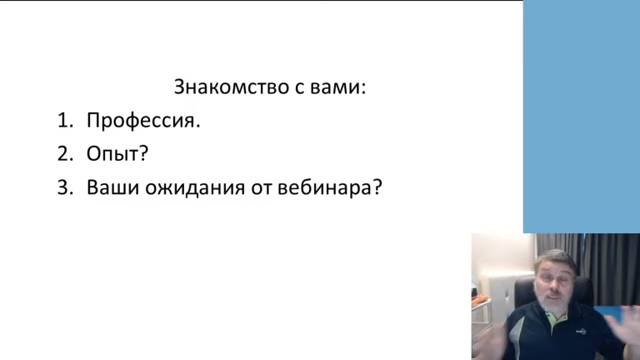 Знакомство с вами:
1. Профессия.
2. Опыт?
3. Ваши ожидания от вебинара?